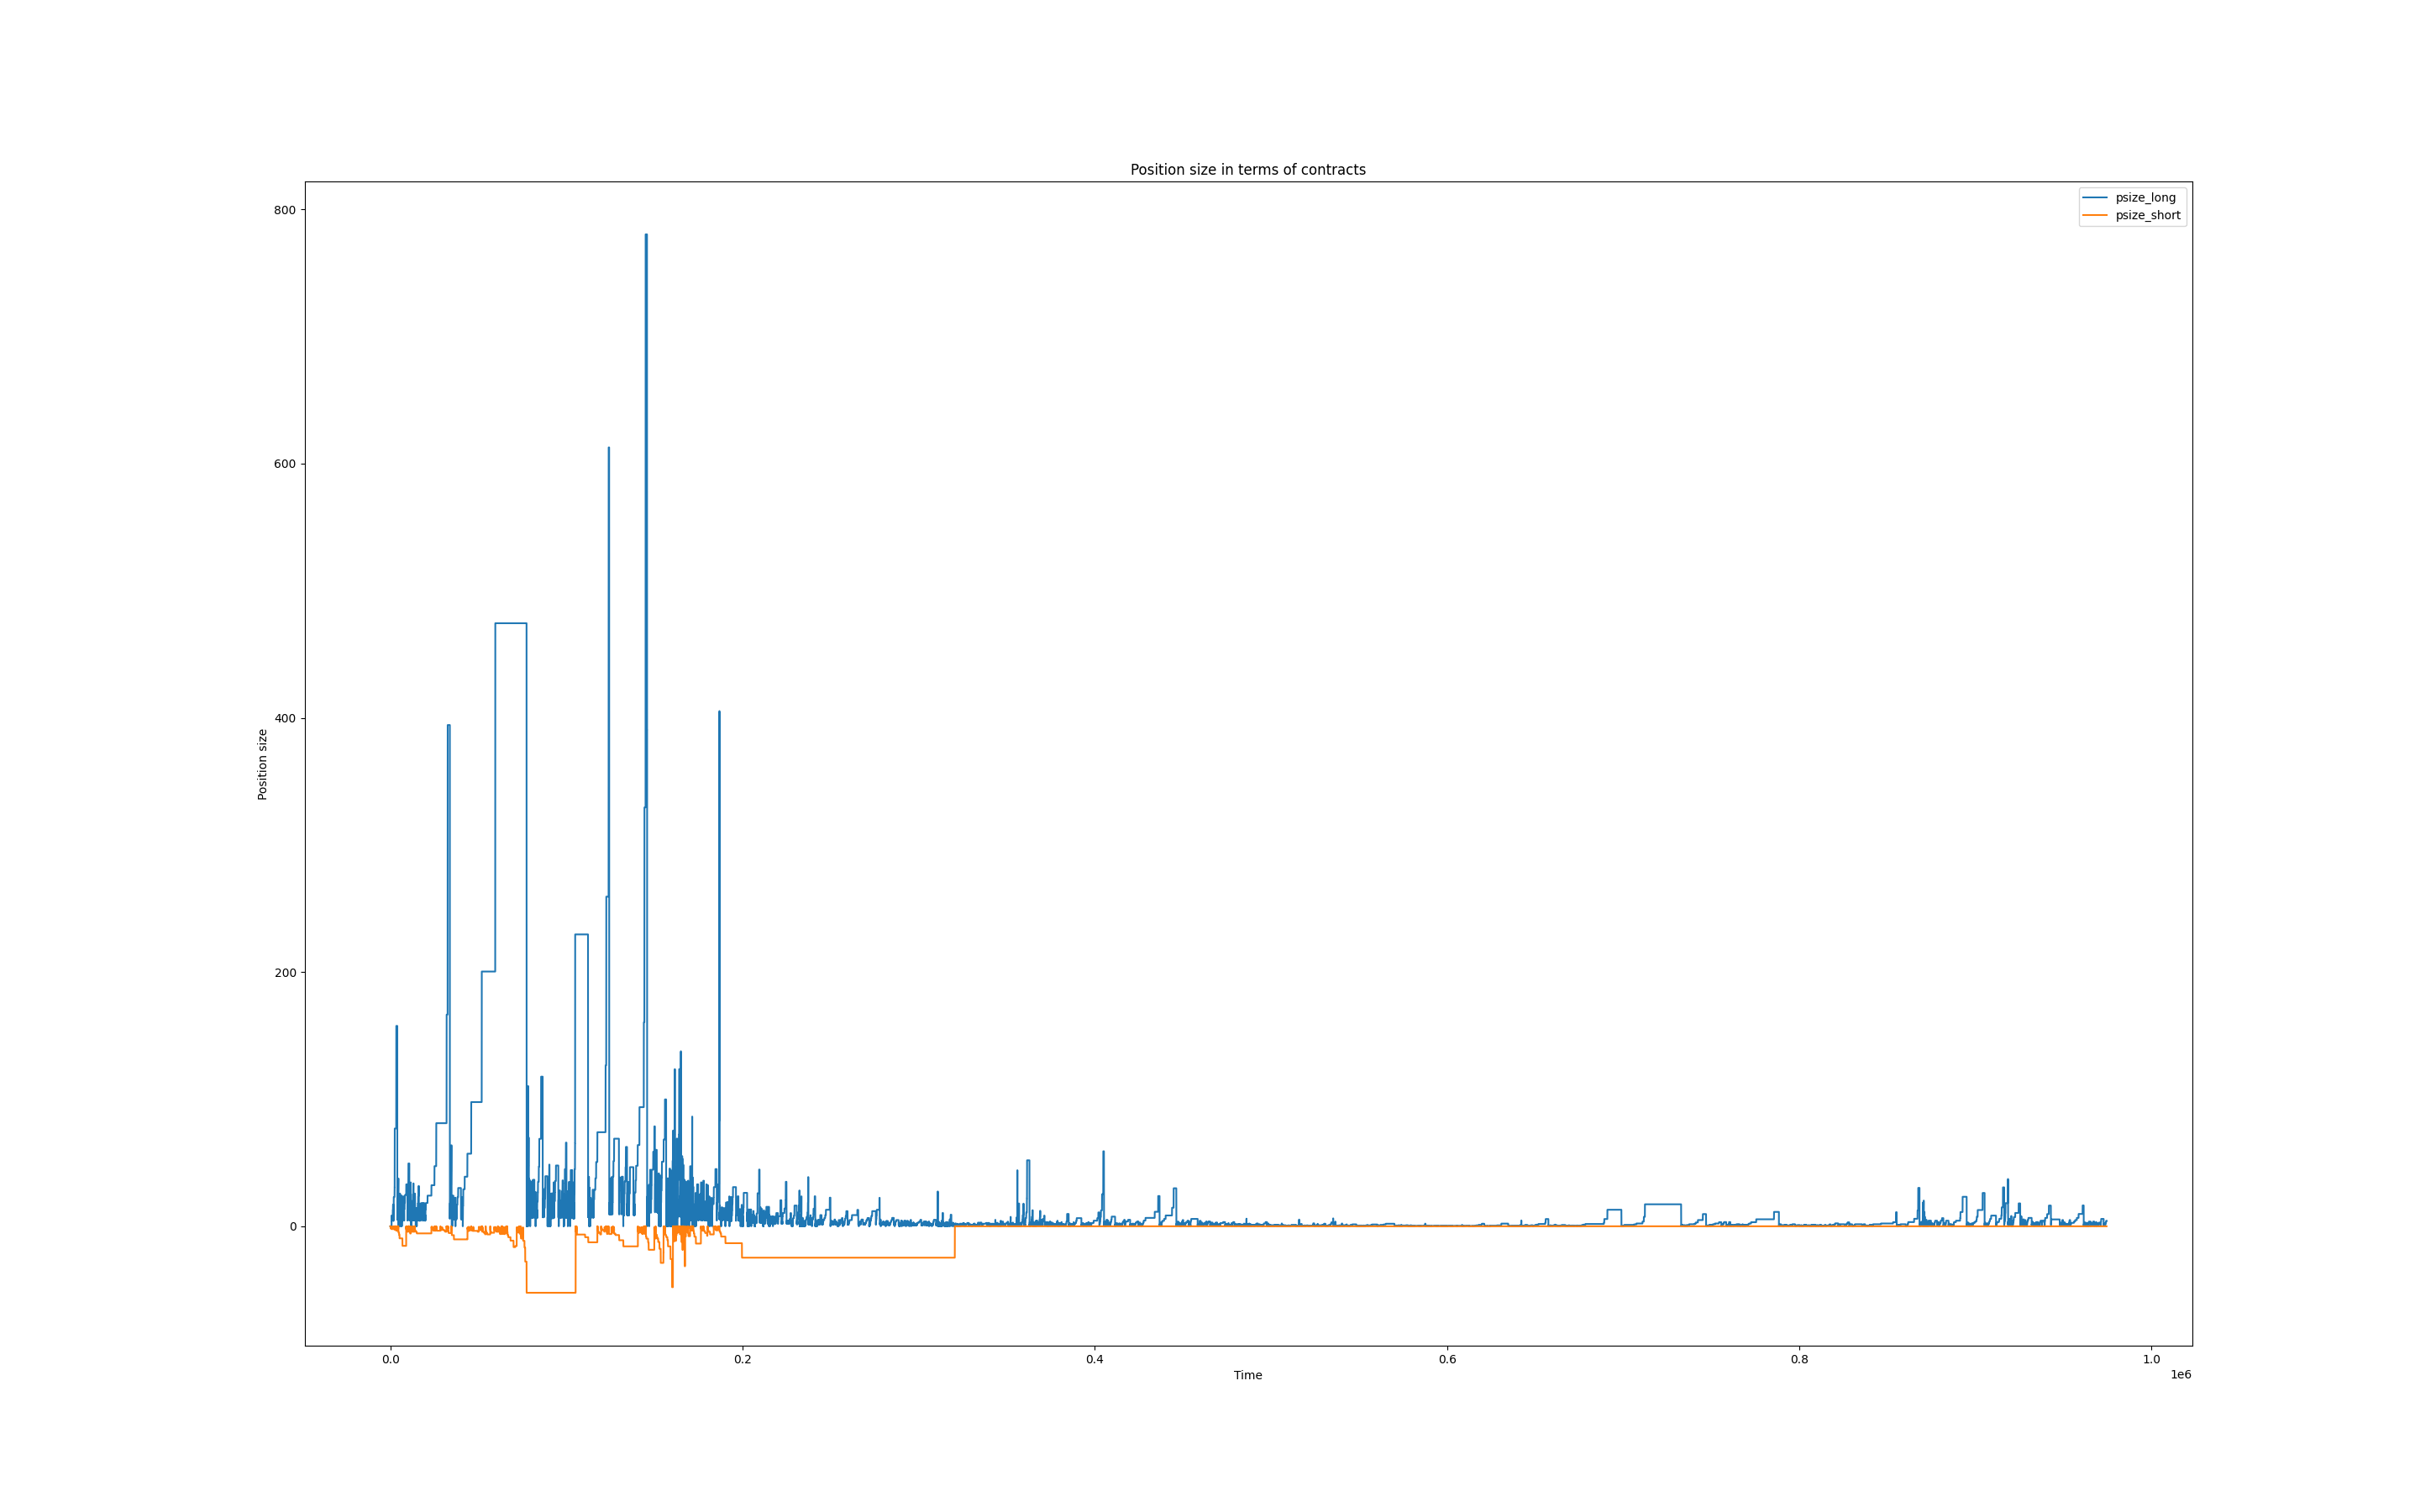 Position size in terms of contracts
psize_long
psize_short
800
600
400
200
0
Position size
0.0
0.2
0.4
0.6
0.8
1.0
Time
1e6